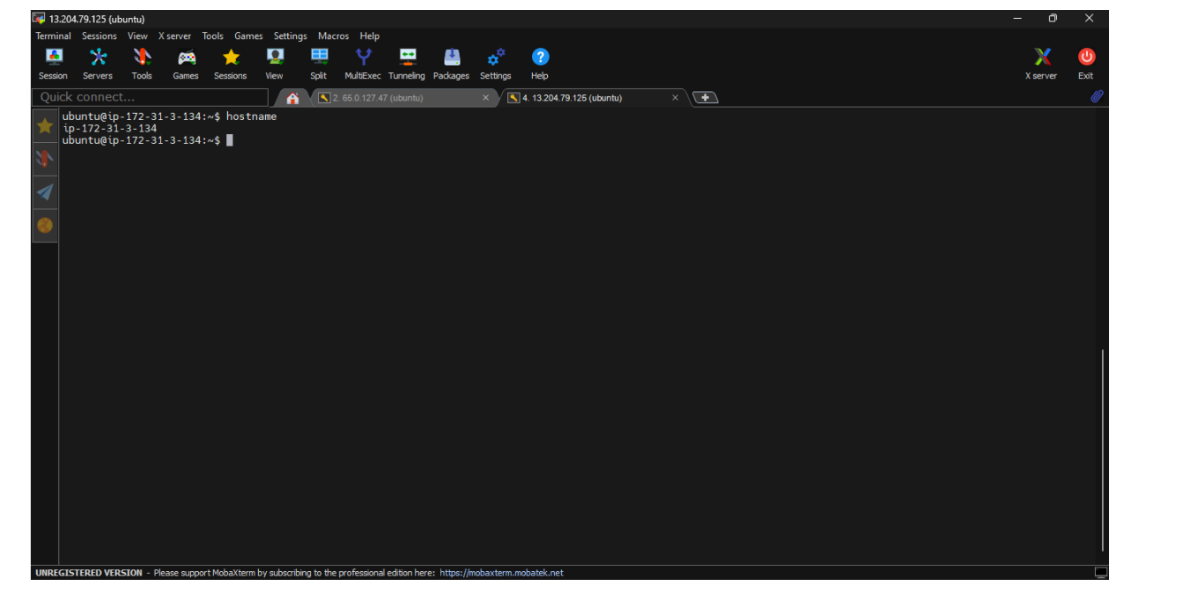 13.204.79.125 (ubuntu)
Terminal Sessions View X server Tools Games Settings Macros Help
Session Servers Tools Games Sessions View Split MultiExec Tunneling Packages Settings Help X server Exit
Quick connect... 2. 65.0.127.47 (ubuntu) 4. 13.204.79.125 (ubuntu)
ubuntu@ip-172-31-3-134:~$ hostname
ip-172-31-3-134
ubuntu@ip-172-31-3-134:~$
UNREGISTERED VERSION - Please support MobaXterm by subscribing to the professional edition here: https://mobaxterm.mobatek.net